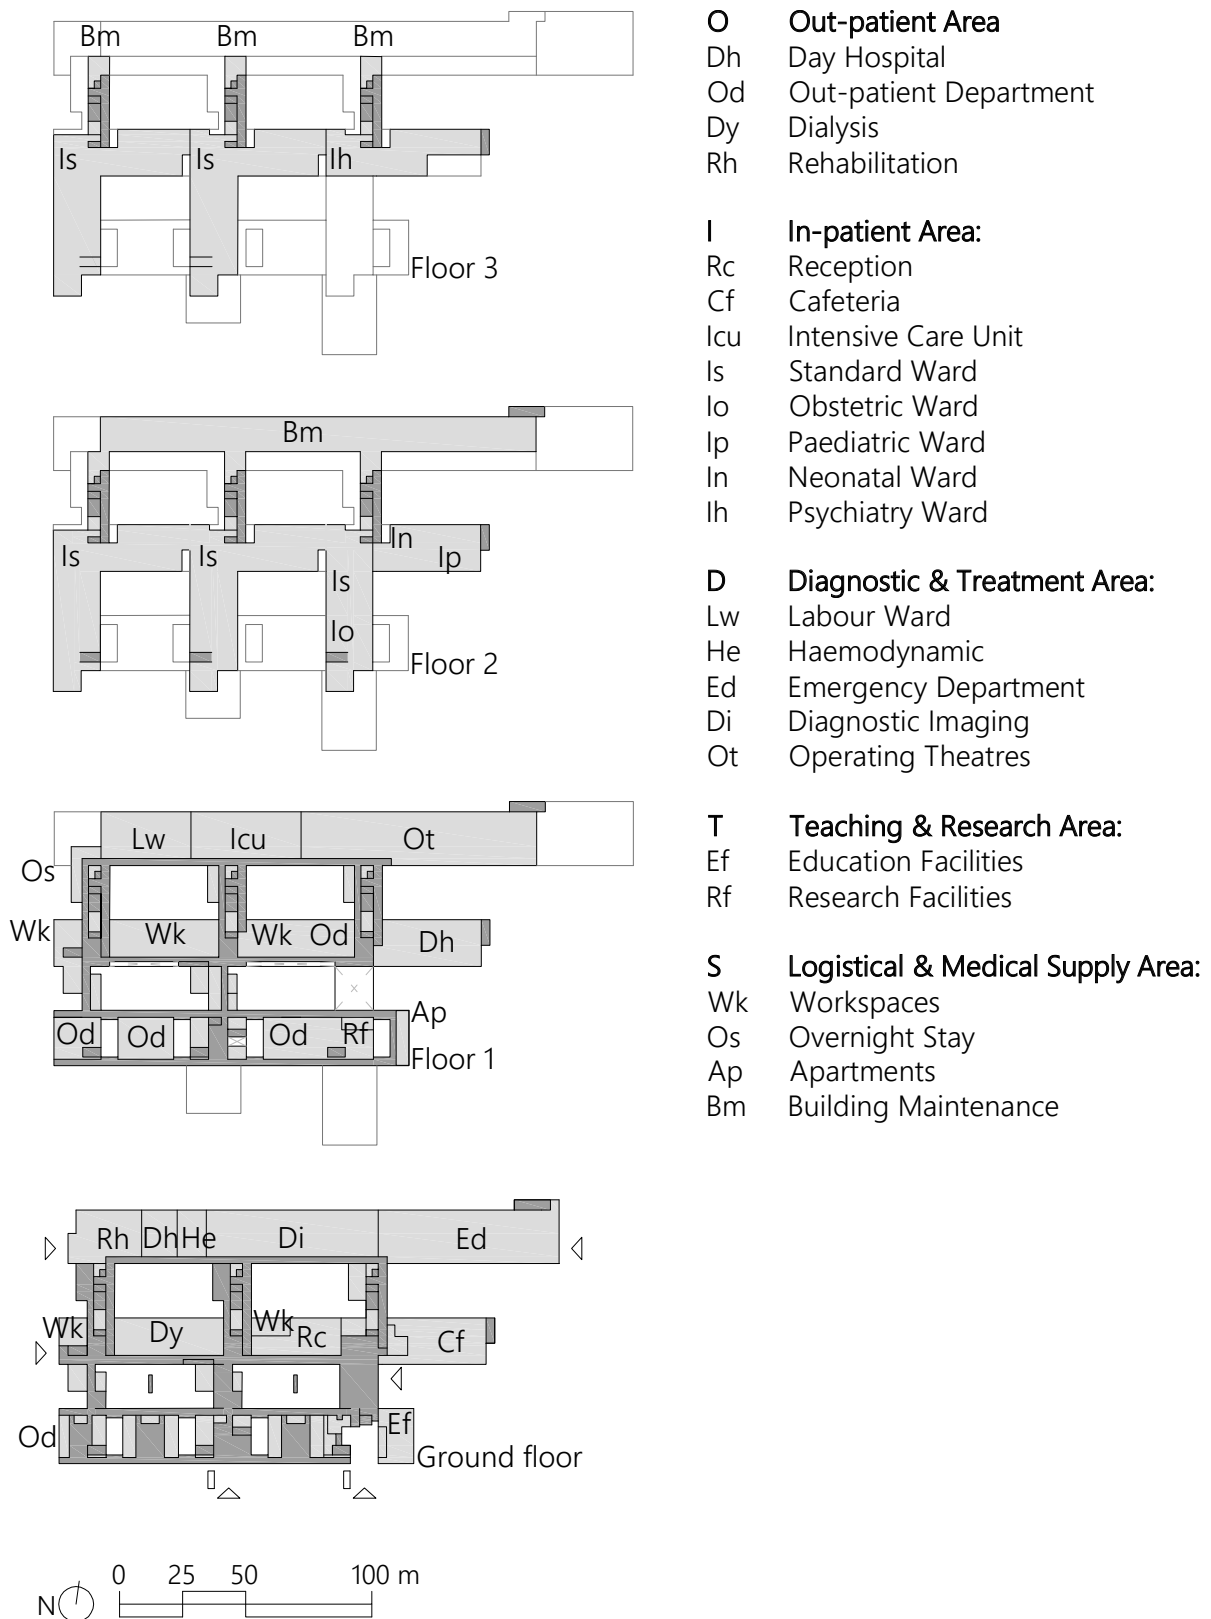 Bm Bm Bm
Is Is Ih
Floor 3
Bm
Is Is In
Ip
Is
Io
Floor 2
Lw Icu Ot
Os
Wk Wk Wk Od Dh
Ap
Od Od Od Rf
Floor 1
Rh Dh He Di Ed
Wk Dy Wk Rc Cf
Od Ef
Ground floor
0 25 50 100 m
N
O Out-patient Area
Dh Day Hospital
Od Out-patient Department
Dy Dialysis
Rh Rehabilitation
I In-patient Area:
Rc Reception
Cf Cafeteria
Icu Intensive Care Unit
Is Standard Ward
Io Obstetric Ward
Ip Paediatric Ward
In Neonatal Ward
Ih Psychiatry Ward
D Diagnostic & Treatment Area:
Lw Labour Ward
He Haemodynamic
Ed Emergency Department
Di Diagnostic Imaging
Ot Operating Theatres
T Teaching & Research Area:
Ef Education Facilities
Rf Research Facilities
S Logistical & Medical Supply Area:
Wk Workspaces
Os Overnight Stay
Ap Apartments
Bm Building Maintenance